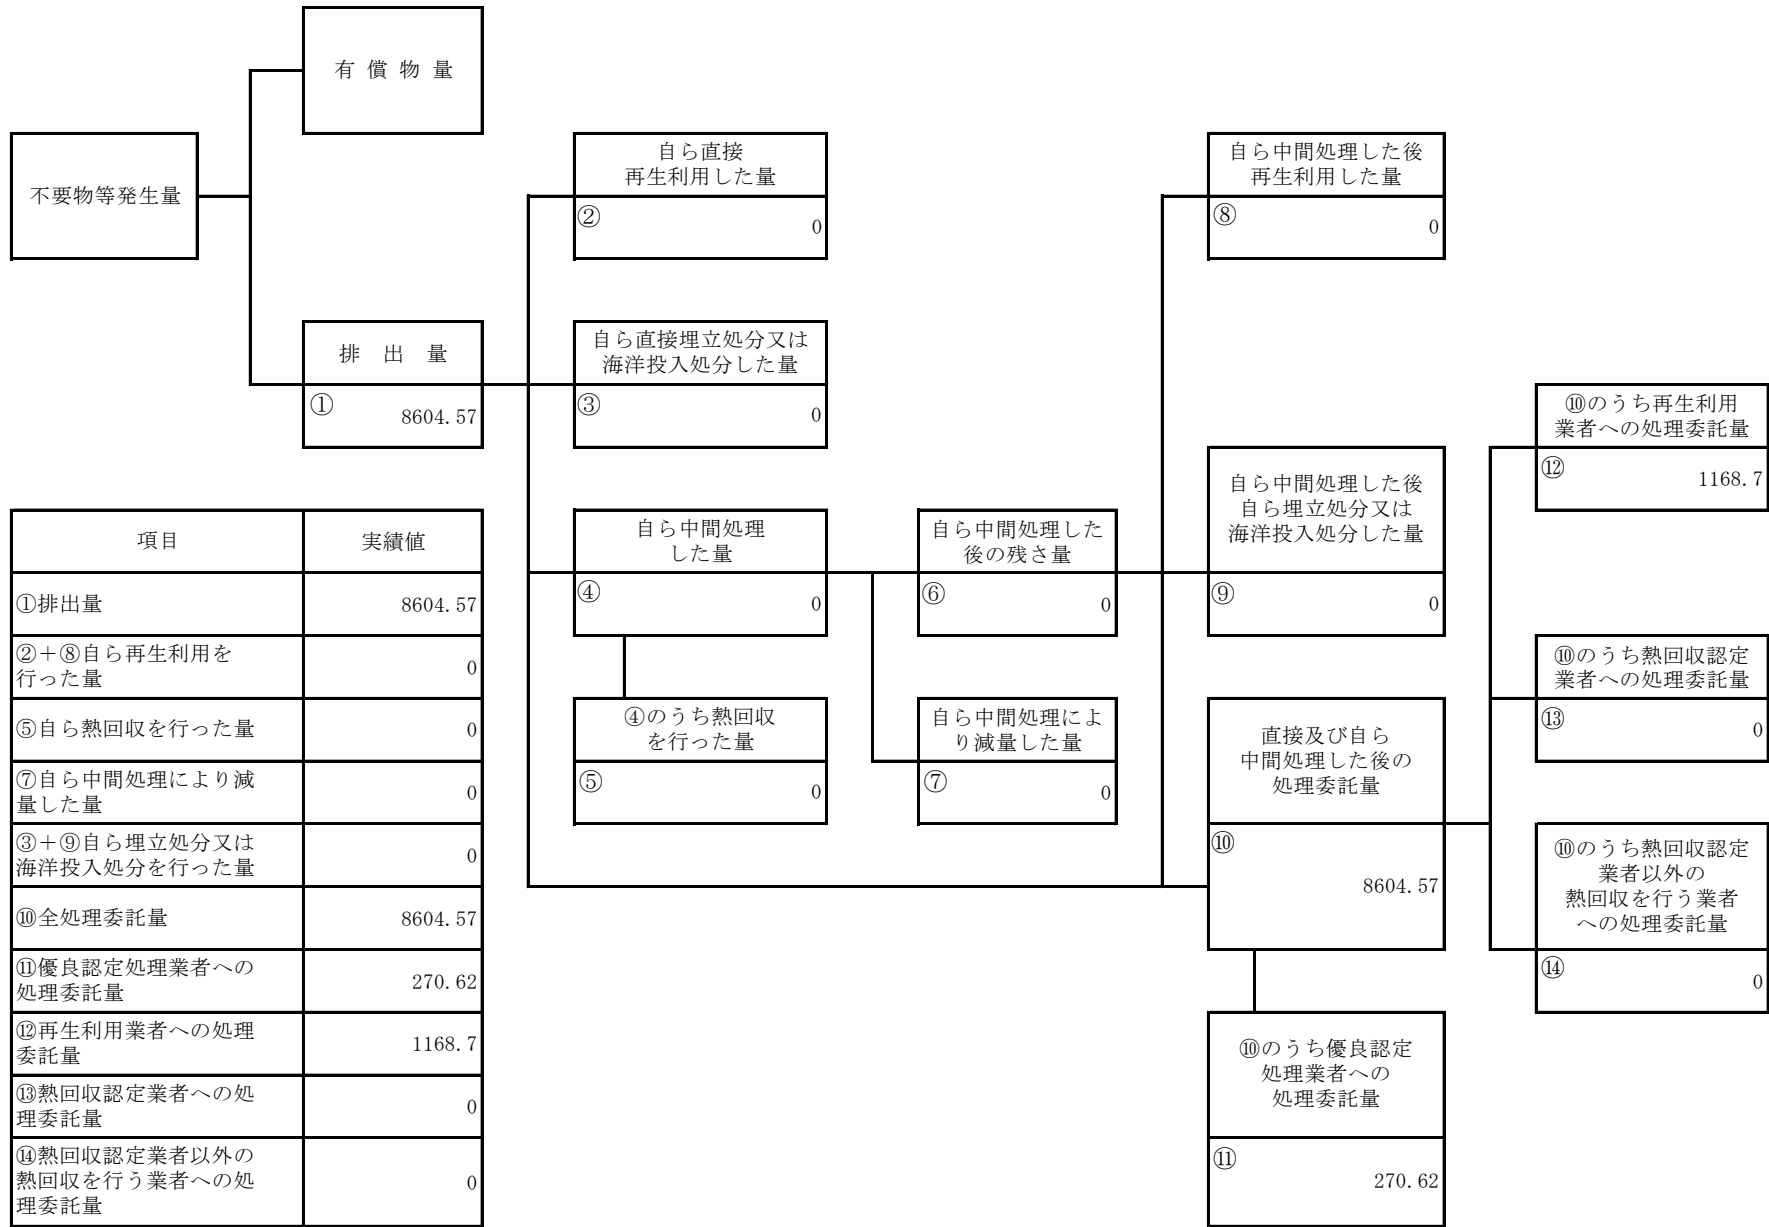 有 償 物 量
不要物等発生量
排 出 量
① 8604.57
自ら直接
再生利用した量
② 0
自ら直接埋立処分又は
海洋投入処分した量
③ 0
自ら中間処理
した量
④ 0
④のうち熱回収
を行った量
⑤ 0
自ら中間処理した
後の残さ量
⑥ 0
自ら中間処理によ
り減量した量
⑦ 0
自ら中間処理した後
再生利用した量
⑧ 0
自ら中間処理した後
自ら埋立処分又は
海洋投入処分した量
⑨ 0
直接及び自ら
中間処理した後の
処理委託量
⑩
8604.57
⑩のうち優良認定
処理業者への
処理委託量
⑪
270.62
⑩のうち再生利用
業者への処理委託量
⑫ 1168.7
⑩のうち熱回収認定
業者への処理委託量
⑬ 0
⑩のうち熱回収認定
業者以外の
熱回収を行う業者
への処理委託量
⑭ 0
項目 実績値
①排出量 8604.57
②+⑧自ら再生利用を
行った量 0
⑤自ら熱回収を行った量 0
⑦自ら中間処理により減
量した量 0
③+⑨自ら埋立処分又は
海洋投入処分を行った量 0
⑩全処理委託量 8604.57
⑪優良認定処理業者への
処理委託量 270.62
⑫再生利用業者への処理
委託量 1168.7
⑬熱回収認定業者への処
理委託量 0
⑭熱回収認定業者以外の
熱回収を行う業者への処
理委託量 0